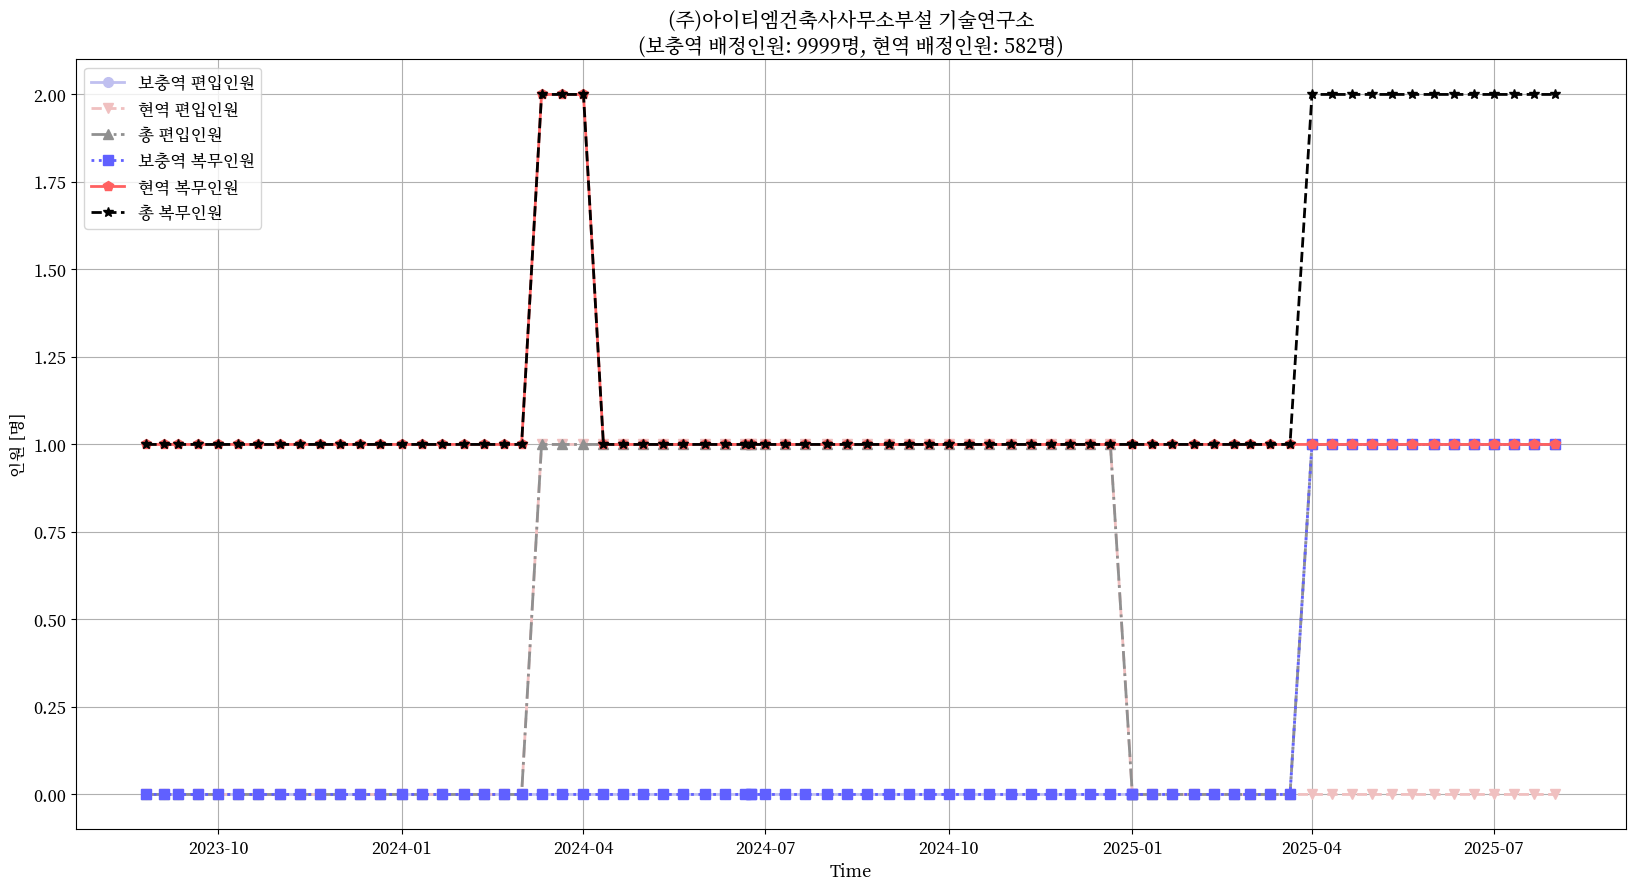 (주)아이티엠건축사사무소부설 기술연구소
(보충역 배정인원: 9999명, 현역 배정인원: 582명)
보충역 편입인원
현역 편입인원
총 편입인원
보충역 복무인원
현역 복무인원
총 복무인원
인원 [명]
2.00
1.75
1.50
1.25
1.00
0.75
0.50
0.25
0.00
2023-10
2024-01
2024-04
2024-07
2024-10
2025-01
2025-04
2025-07
Time